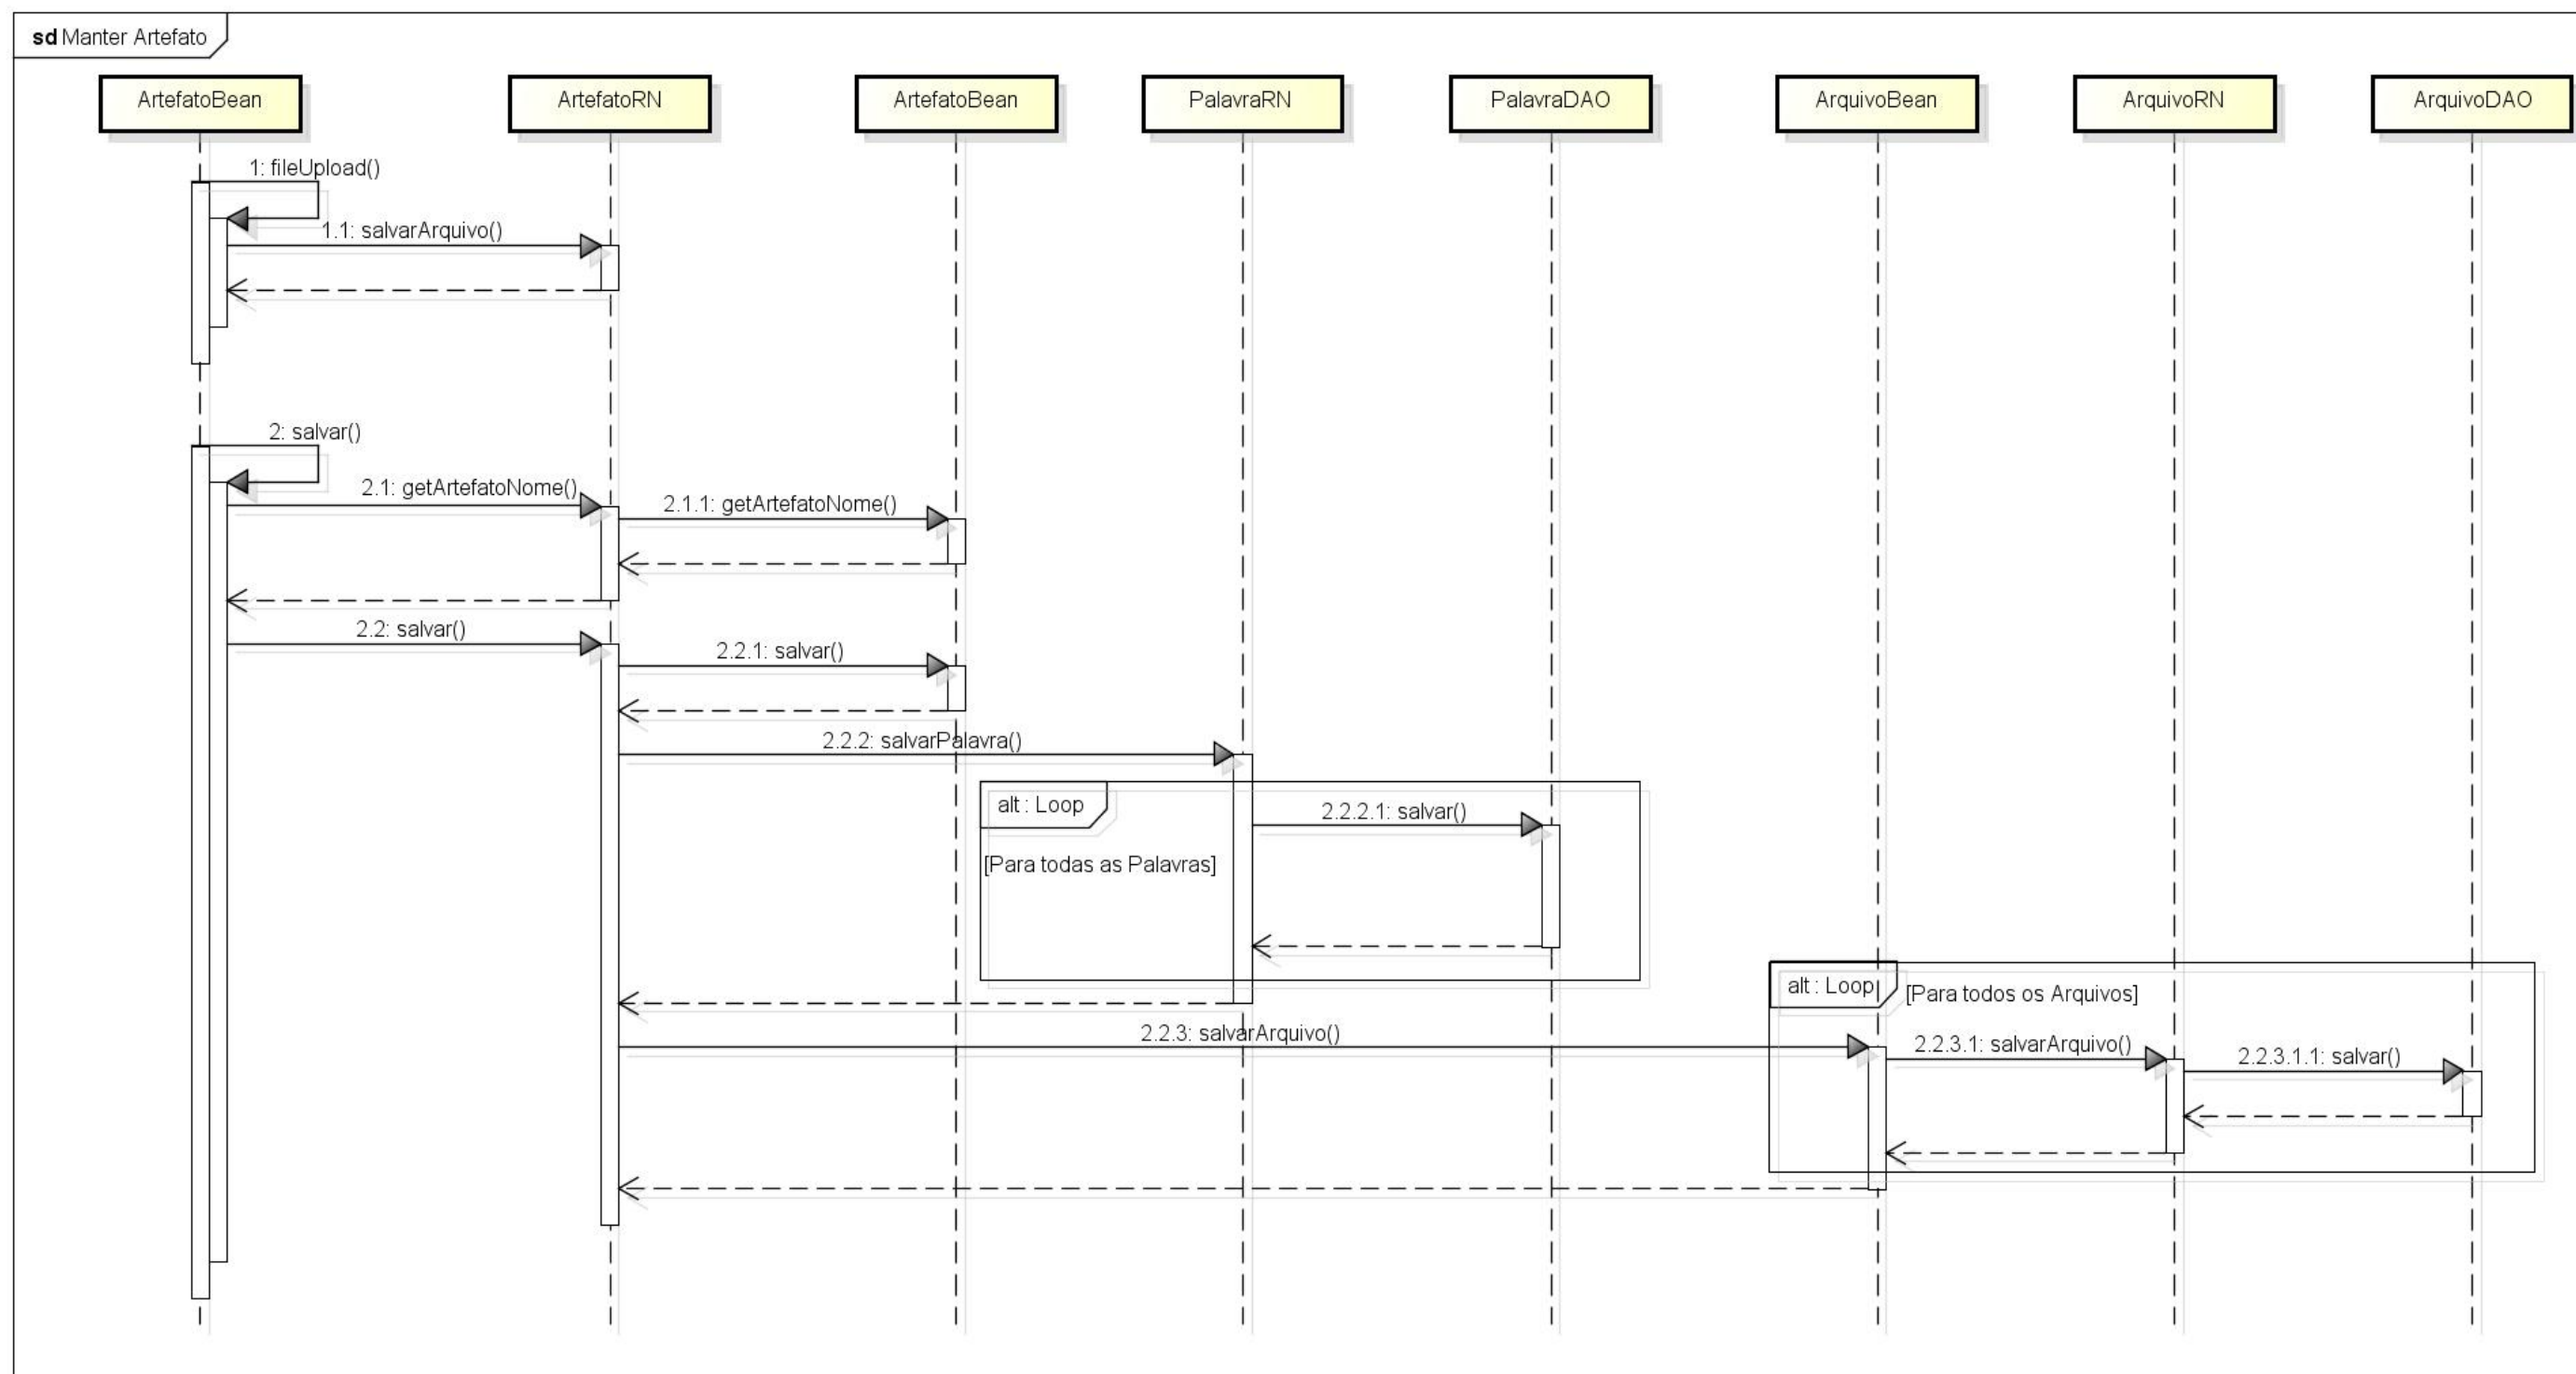 sd Manter Artefato
ArtefatoBean
ArtefatoRN
ArtefatoBean
PalavraRN
PalavraDAO
ArquivoBean
ArquivoRN
ArquivoDAO
1: fileUpload()
1.1: salvarArquivo()
2: salvar()
2.1: getArtefatoNome()
2.1.1: getArtefatoNome()
2.2: salvar()
2.2.1: salvar()
2.2.2: salvarPalavra()
alt : Loop
2.2.2.1: salvar()
[Para todas as Palavras]
alt : Loop
[Para todos os Arquivos]
2.2.3: salvarArquivo()
2.2.3.1: salvarArquivo()
2.2.3.1.1: salvar()